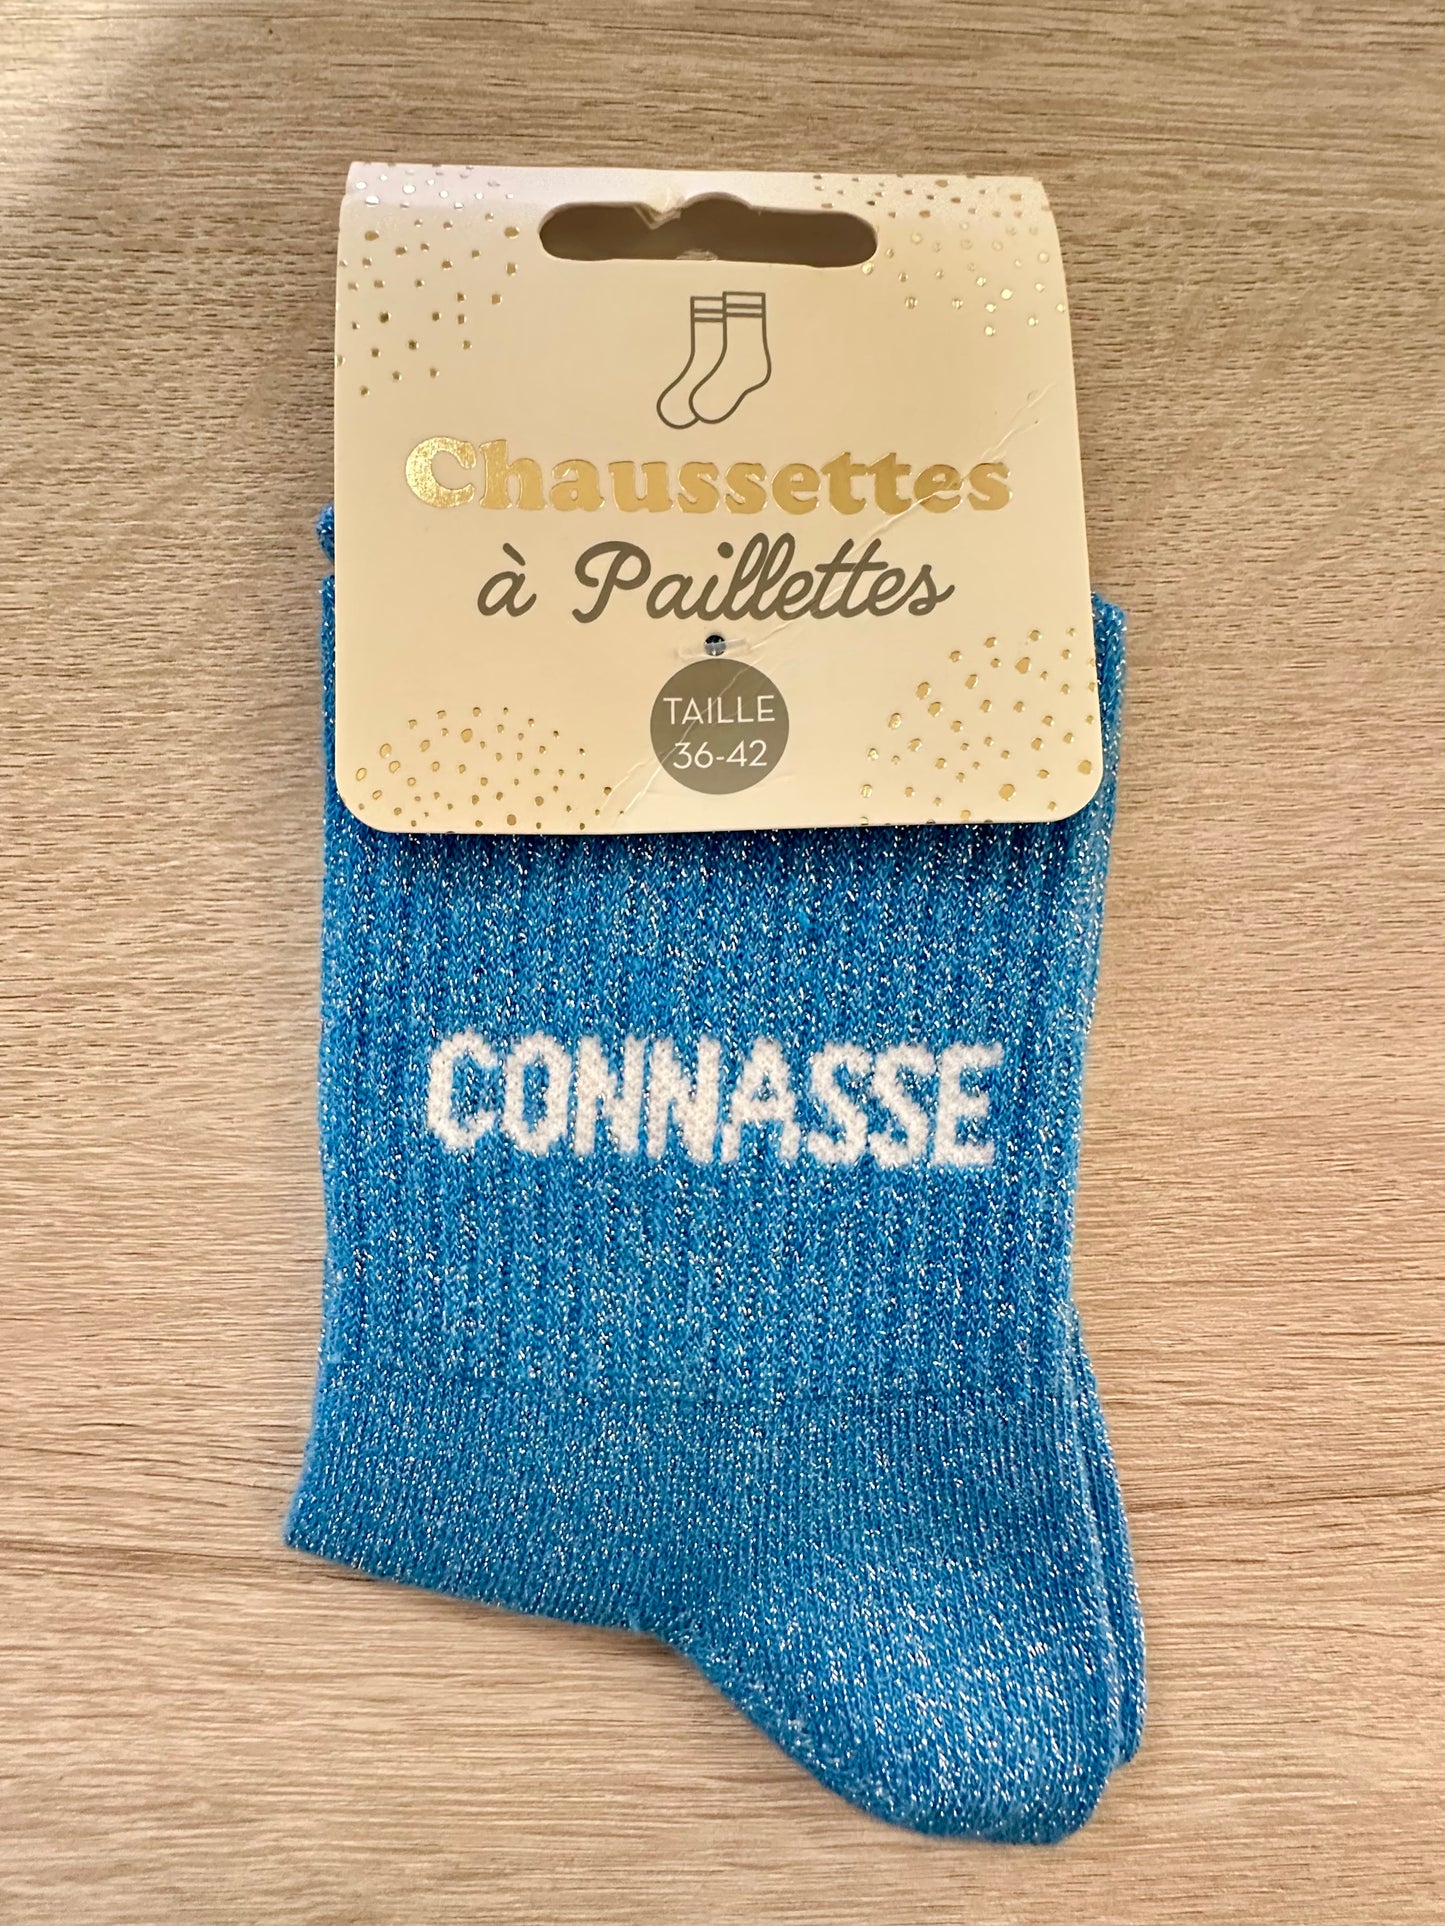 Chaussettes
à Paillettes
TAILLE
36-42
CONNASSE